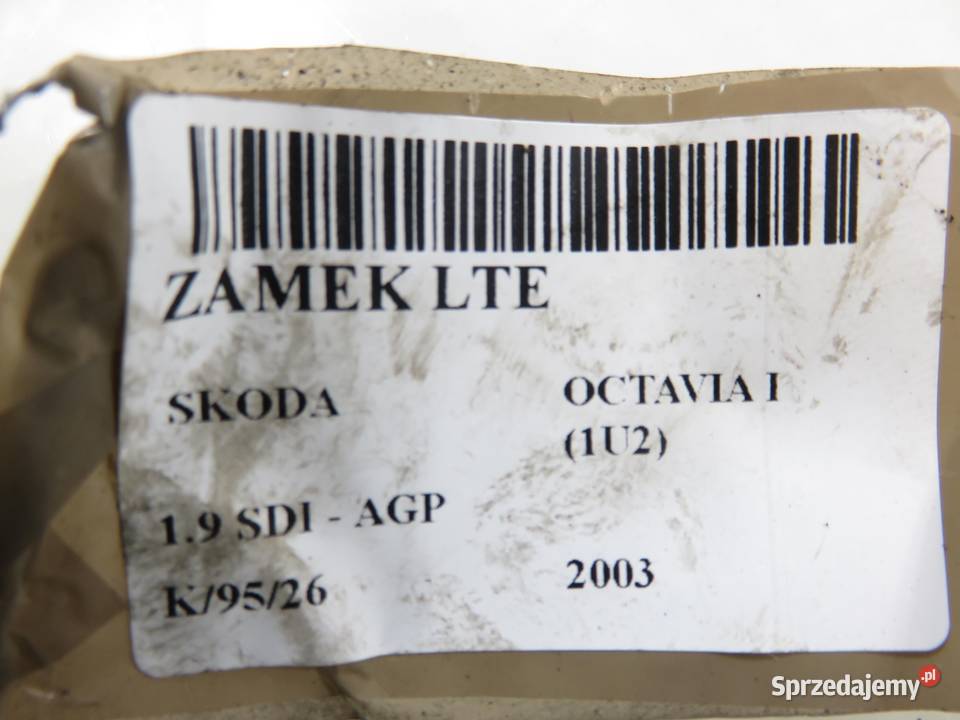 ZAMEK LTE
SKODA
OCTAVIA I
(1U2)
1.9 SDI - AGP
K/95/26
2003
Sprzedajemy.pl